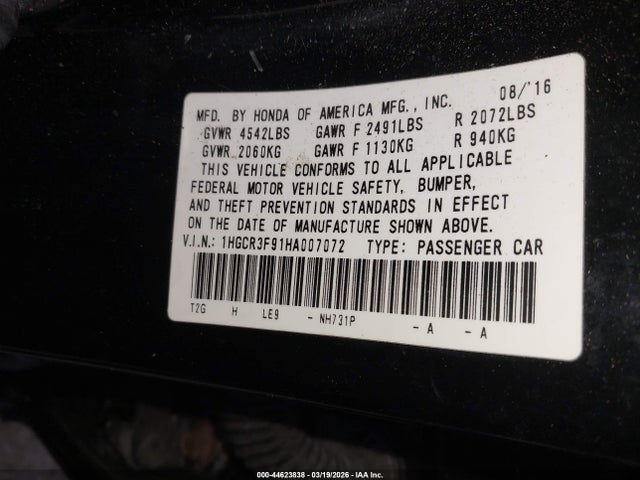 MFD. BY HONDA OF AMERICA MFG., INC. 08/'16
GVWR 4542LBS GAWR F 2491LBS R 2072LBS
GVWR 2060KG GAWR F 1130KG R 940KG
THIS VEHICLE CONFORMS TO ALL APPLICABLE
FEDERAL MOTOR VEHICLE SAFETY, BUMPER,
AND THEFT PREVENTION STANDARDS IN EFFECT
ON THE DATE OF MANUFACTURE SHOWN ABOVE.
V.I.N.: 1HGCR3F91HA007072 TYPE: PASSENGER CAR
T2G H LE9 - NH731P - A - A
000-44623838 - 03/19/2026 - IAA Inc.